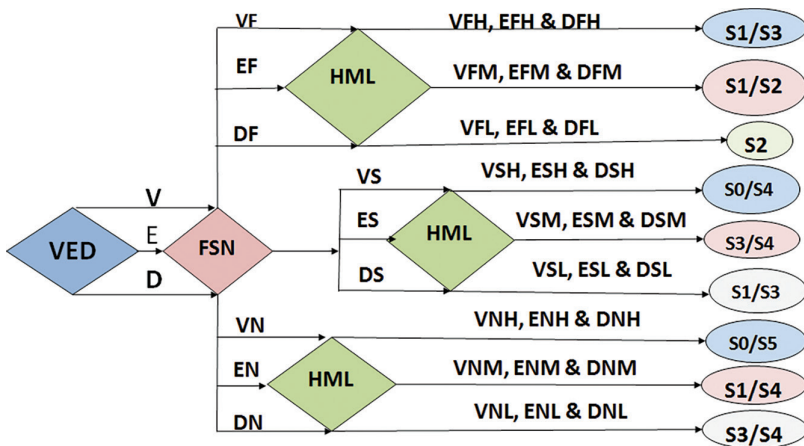 VF
VFH, EFH & DFH
S1/S3
EF
HML
VFM, EFM & DFM
S1/S2
DF
VFL, EFL & DFL
S2
VS
VSH, ESH & DSH
S0/S4
V
ES
HML
VSM, ESM & DSM
S3/S4
VED
E
FSN
D
DS
VSL, ESL & DSL
S1/S3
VN
VNH, ENH & DNH
S0/S5
EN
HML
VNM, ENM & DNM
S1/S4
DN
VNL, ENL & DNL
S3/S4